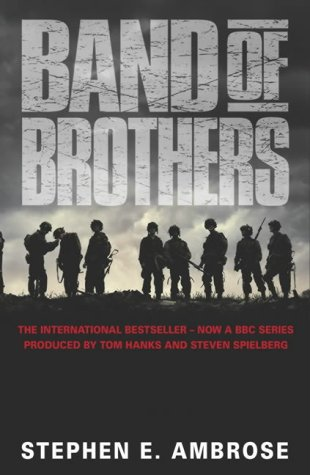 BAND OF
BROTHERS
THE INTERNATIONAL BESTSELLER – NOW A BBC SERIES
PRODUCED BY TOM HANKS AND STEVEN SPIELBERG
STEPHEN E. AMBROSE